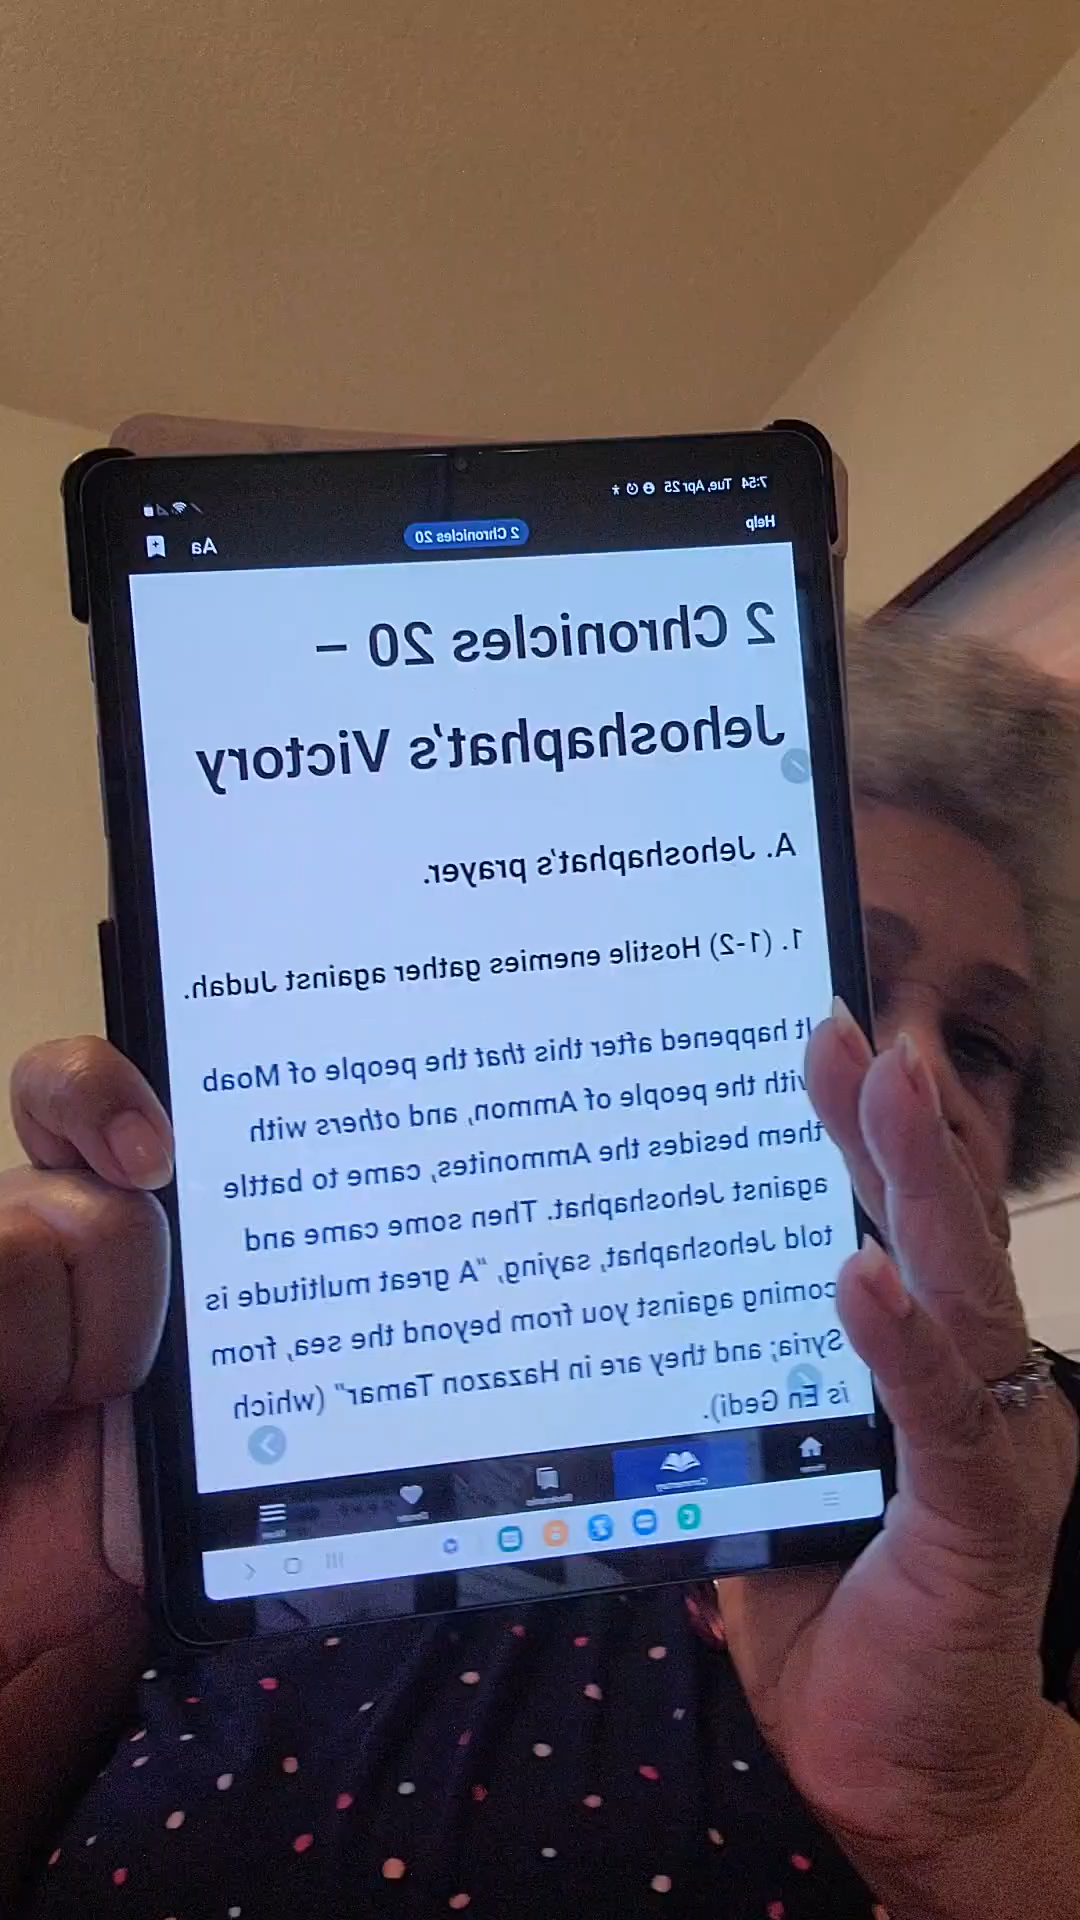 7:54 Tue, Apr 25
Help
2 Chronicles 20
Aa
2 Chronicles 20 –
Jehoshaphat's Victory
A. Jehoshaphat's prayer.
1. (1-2) Hostile enemies gather against Judah.
It happened after this that the people of Moab
with the people of Ammon, and others with
them besides the Ammonites, came to battle
against Jehoshaphat. Then some came and
told Jehoshaphat, saying, "A great multitude is
coming against you from beyond the sea, from
Syria; and they are in Hazazon Tamar" (which
is En Gedi).